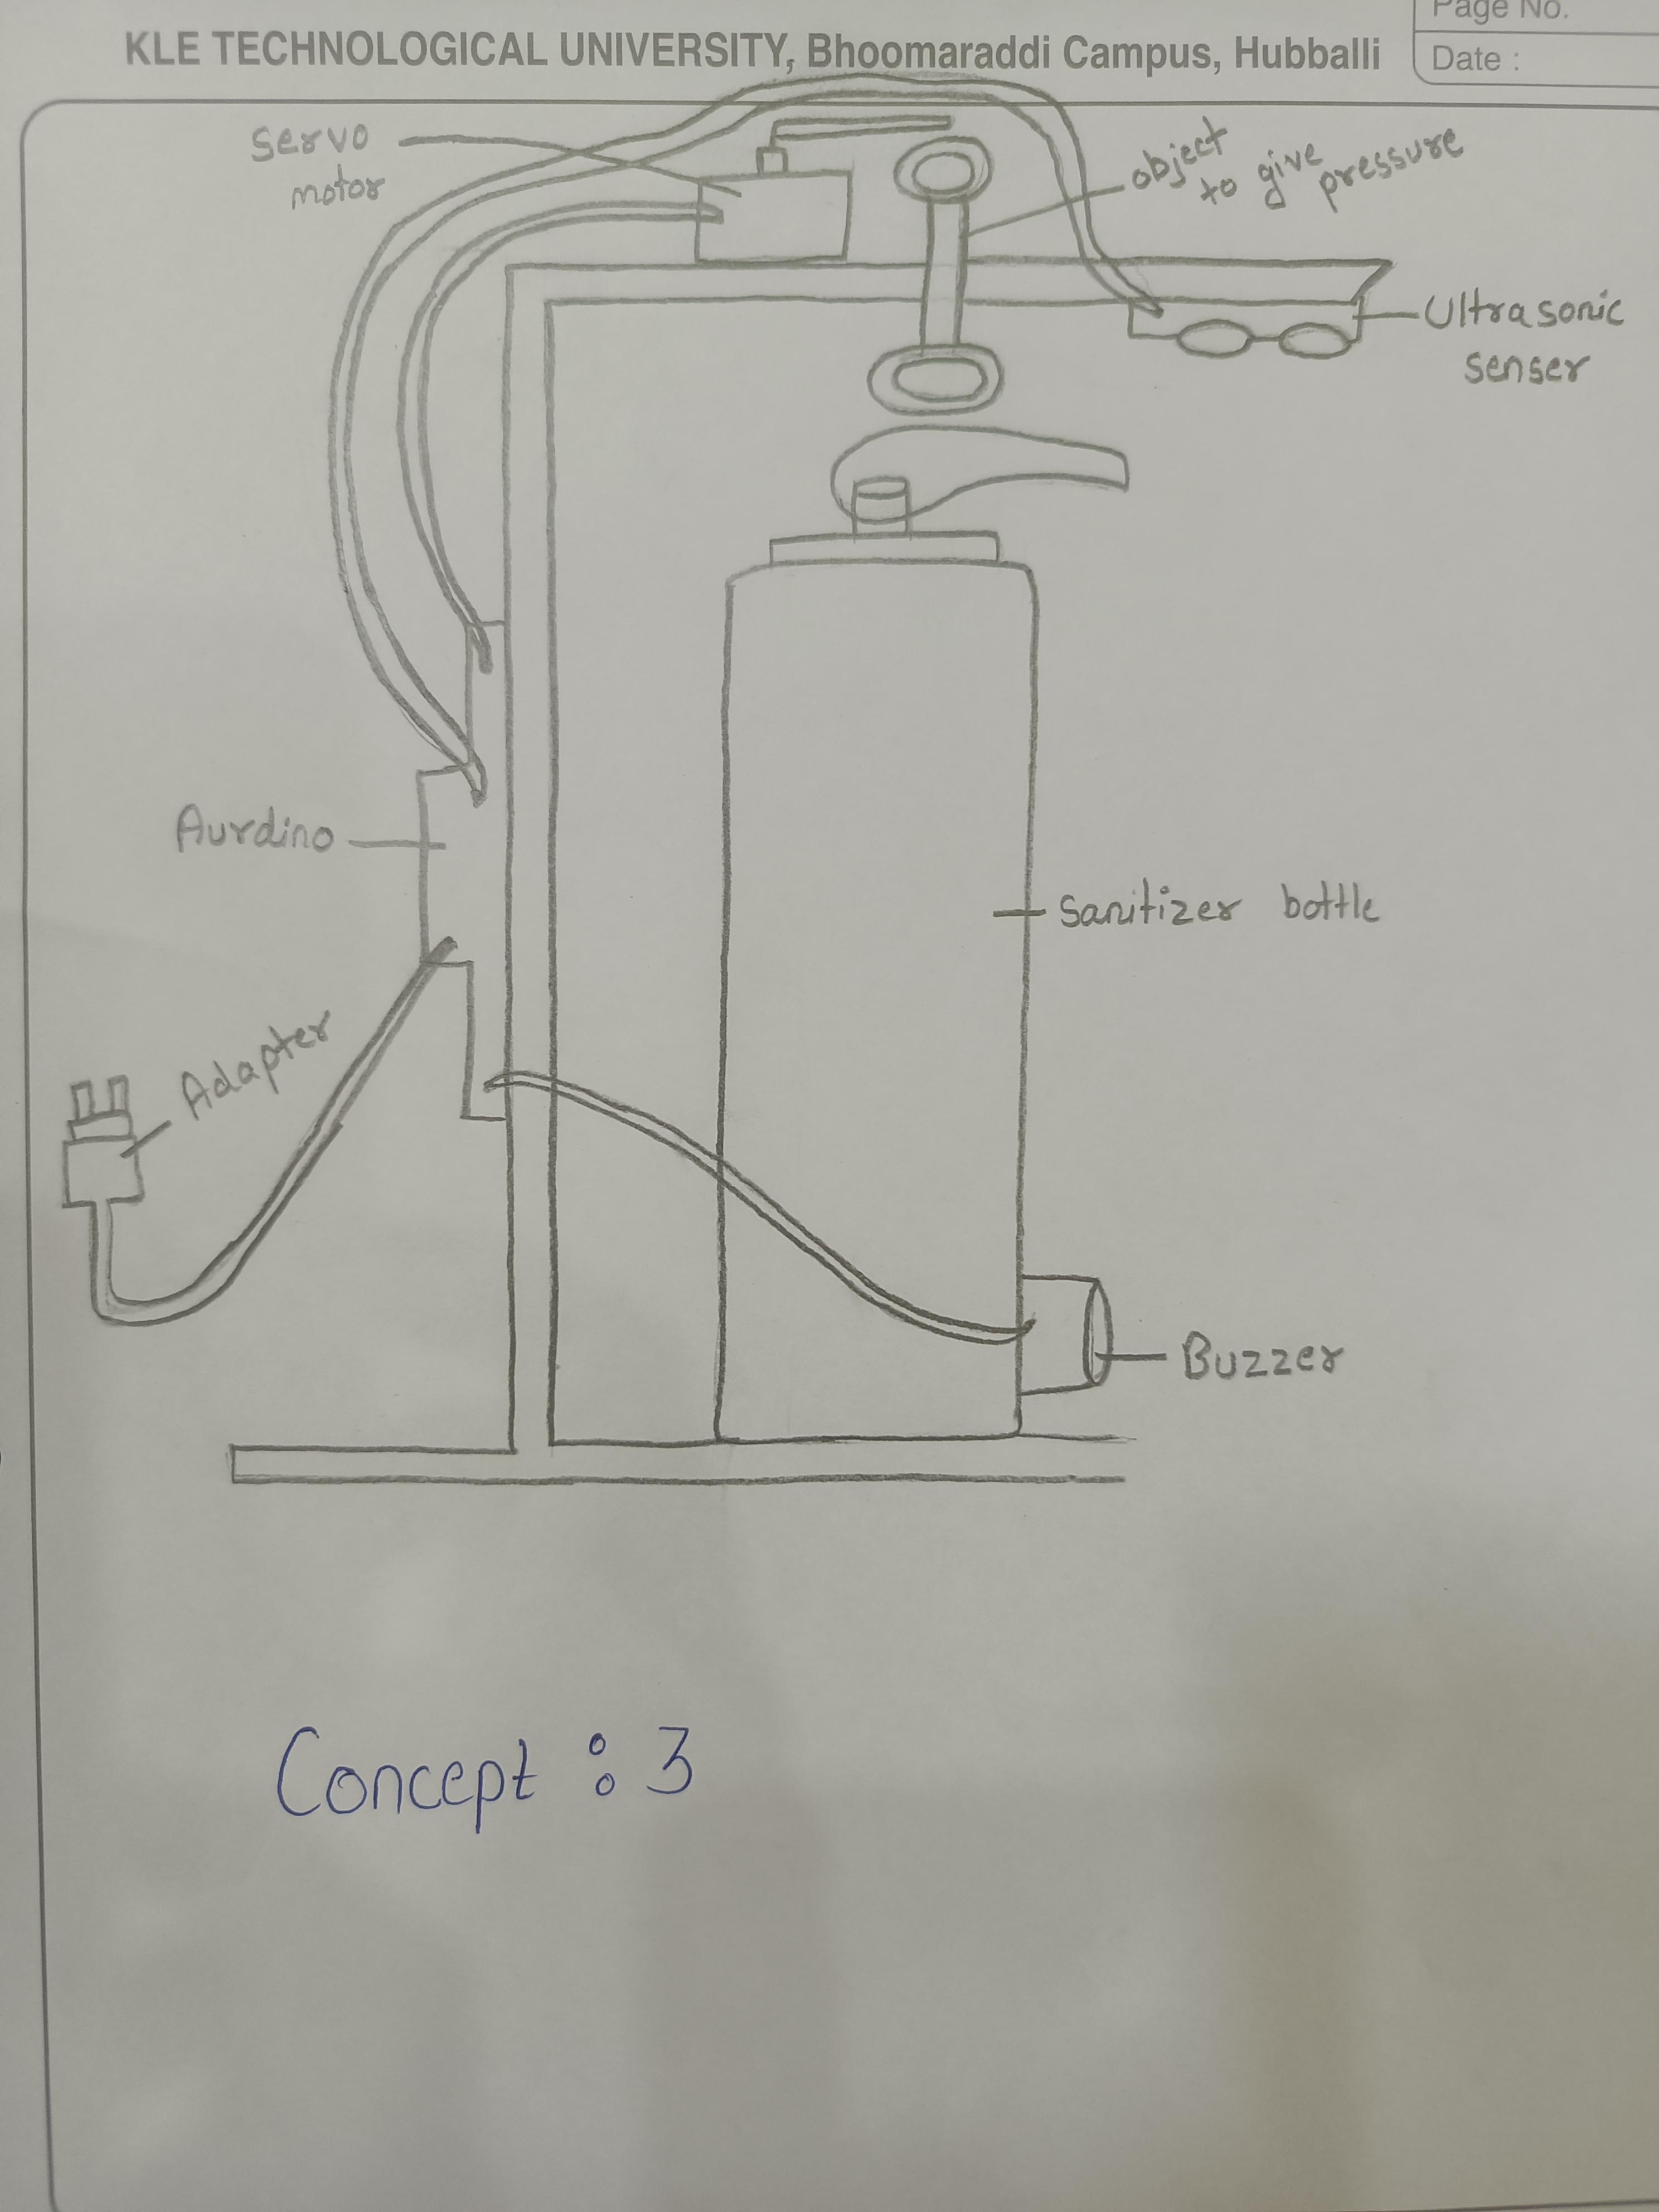 Page No.
KLE TECHNOLOGICAL UNIVERSITY, Bhoomaraddi Campus, Hubballi
Date :
Servo
motor
object
to give
pressure
Ultrasonic
senser
Aurdino
Sanitizer bottle
Adapter
Buzzer
Concept : 3